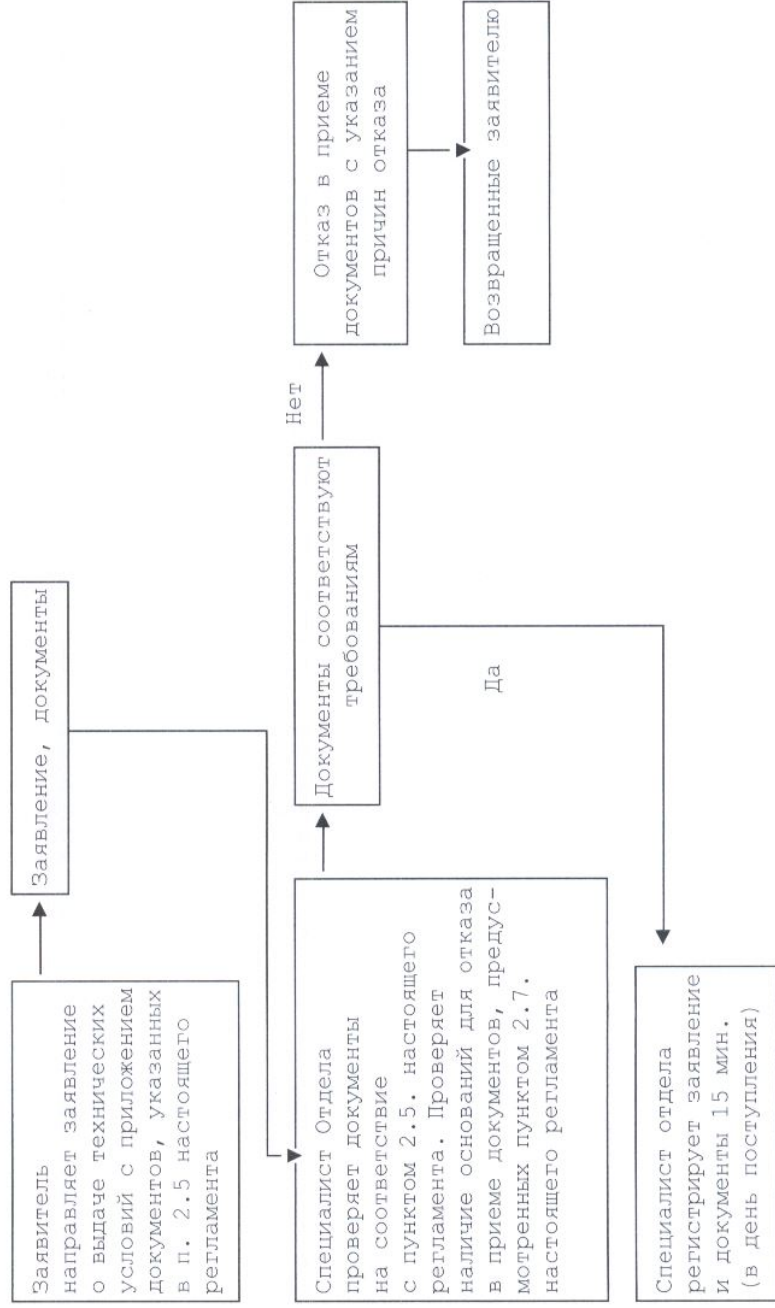 Заявитель
направляет заявление
о выдаче технических
условий с приложением
документов, указанных
в п. 2.5 настоящего
регламента
Заявление, документы
Специалист Отдела
проверяет документы
на соответствие
с пунктом 2.5. настоящего
регламента. Проверяет
наличие оснований для отказа
в приеме документов, предус-
мотренных пунктом 2.7.
настоящего регламента
Документы соответствуют
требованиям
Нет
Отказ в приеме
документов с указанием
причин отказа
Возвращенные заявителю
Да
Специалист отдела
регистрирует заявление
и документы 15 мин.
(в день поступления)